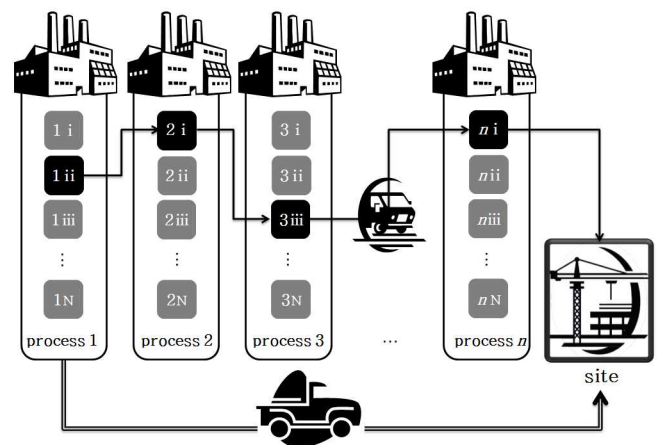 1 i
1 ii
1 iii
⋮
1N
process 1
2 i
2 ii
2 iii
⋮
2N
process 2
3 i
3 ii
3 iii
⋮
3N
process 3
...
n i
n ii
n iii
⋮
n N
process n
site